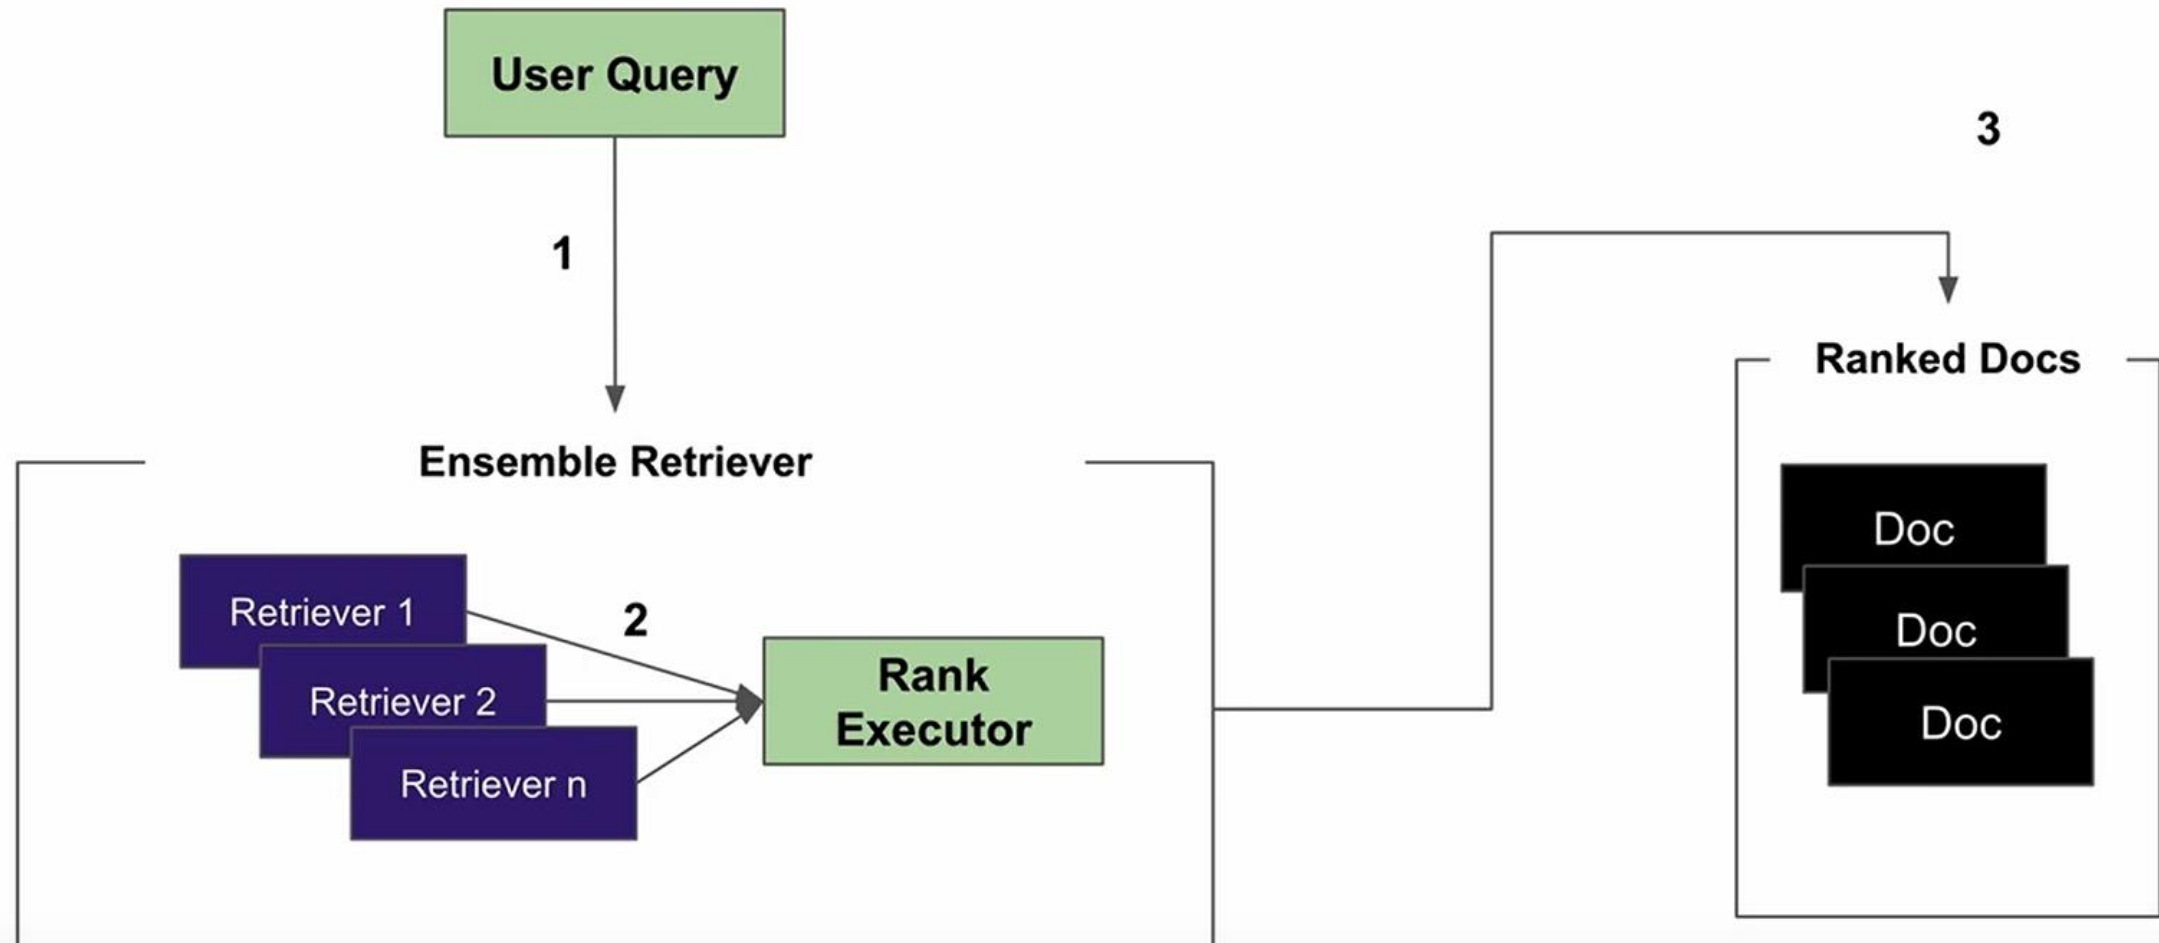 User Query
3
1
Ranked Docs
Ensemble Retriever
Doc
Retriever 1
2
Doc
Rank
Executor
Retriever 2
Doc
Retriever n